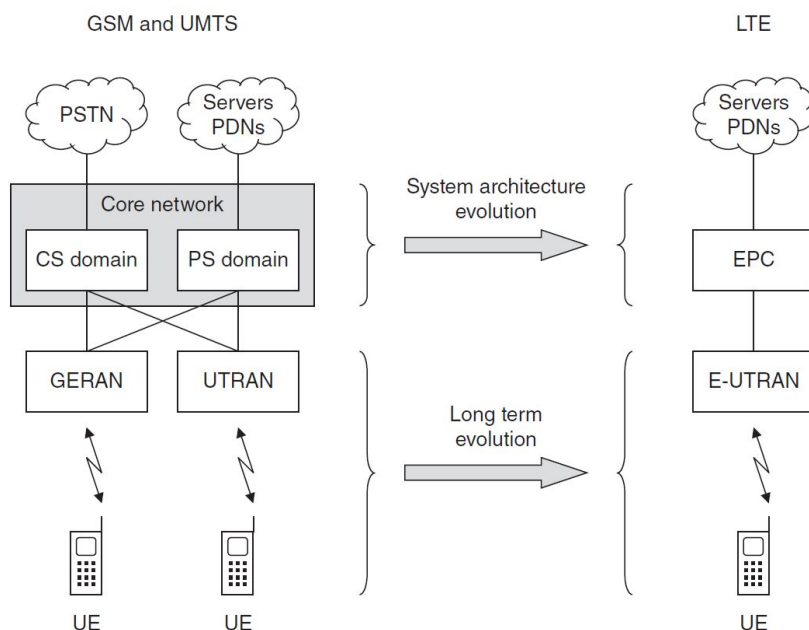 GSM and UMTS
LTE
PSTN
Servers
PDNs
Servers
PDNs
Core network
System architecture
evolution
CS domain
PS domain
EPC
GERAN
UTRAN
E-UTRAN
Long term
evolution
UE
UE
UE